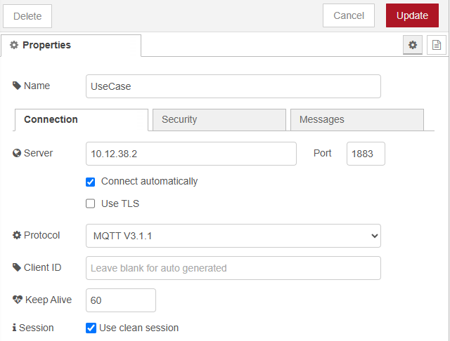 Delete Cancel Update
Properties
Name UseCase
Connection Security Messages
Server 10.12.38.2 Port 1883
Connect automatically
Use TLS
Protocol MQTT V3.1.1
Client ID Leave blank for auto generated
Keep Alive 60
Session Use clean session